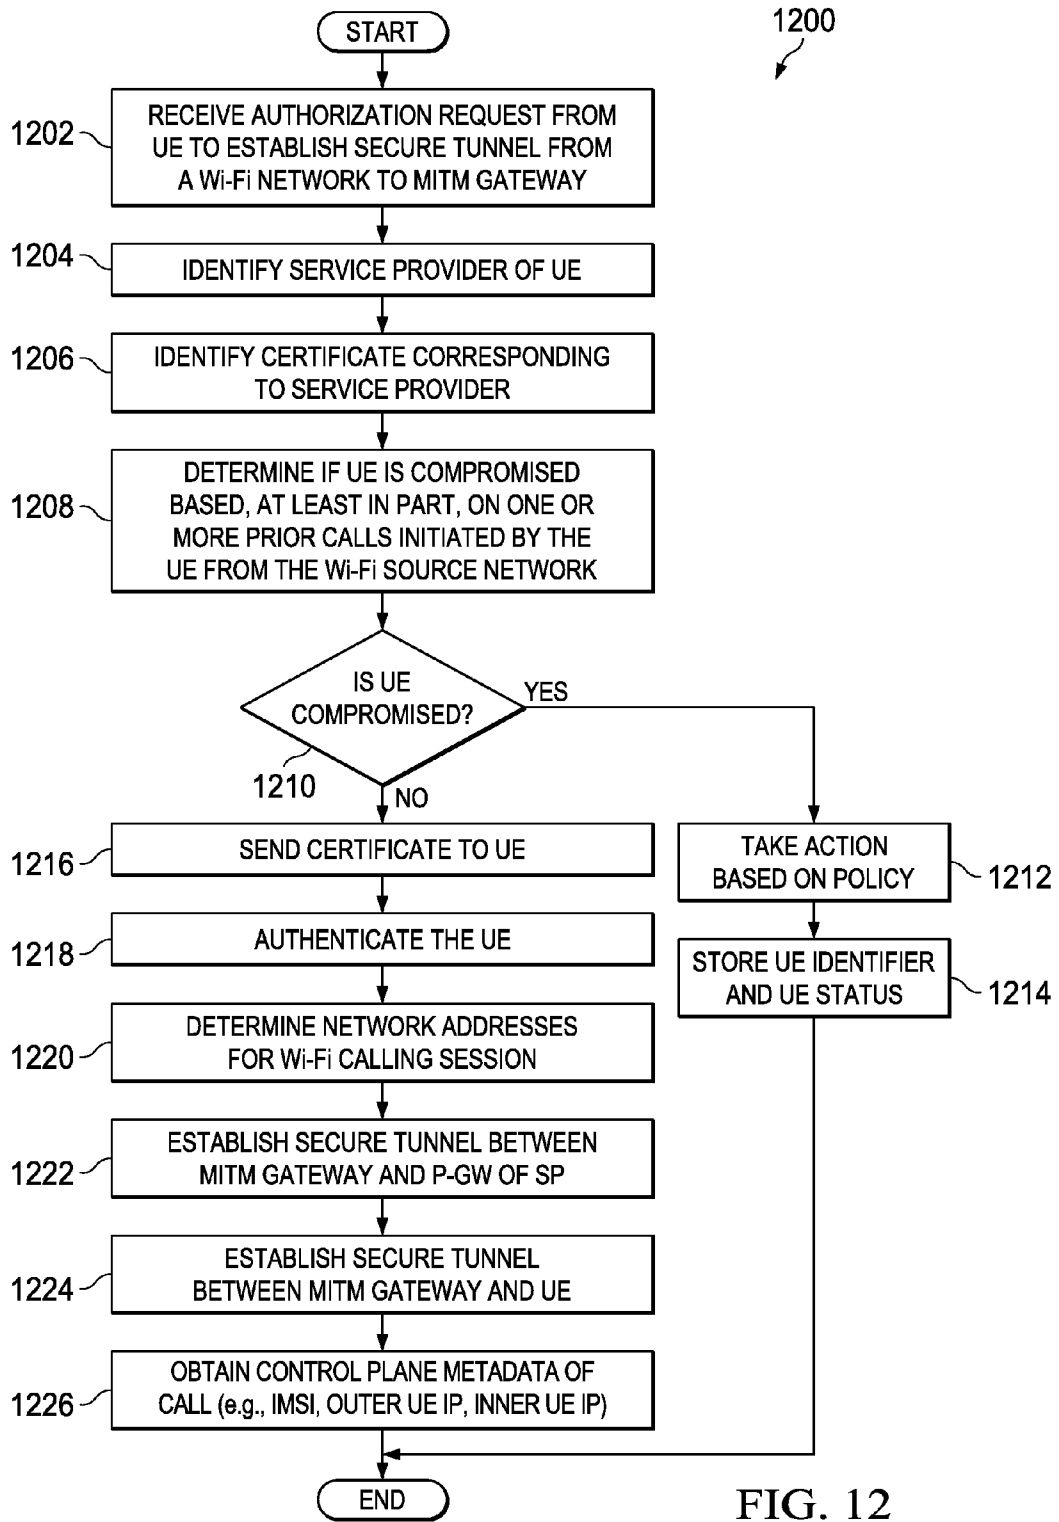 START
1200
1202
RECEIVE AUTHORIZATION REQUEST FROM
UE TO ESTABLISH SECURE TUNNEL FROM
A Wi-Fi NETWORK TO MITM GATEWAY
1204
IDENTIFY SERVICE PROVIDER OF UE
1206
IDENTIFY CERTIFICATE CORRESPONDING
TO SERVICE PROVIDER
1208
DETERMINE IF UE IS COMPROMISED
BASED, AT LEAST IN PART, ON ONE OR
MORE PRIOR CALLS INITIATED BY THE
UE FROM THE Wi-Fi SOURCE NETWORK
IS UE
COMPROMISED?
YES
1210
NO
1216
SEND CERTIFICATE TO UE
TAKE ACTION
BASED ON POLICY
1212
1218
AUTHENTICATE THE UE
STORE UE IDENTIFIER
AND UE STATUS
1214
1220
DETERMINE NETWORK ADDRESSES
FOR Wi-Fi CALLING SESSION
1222
ESTABLISH SECURE TUNNEL BETWEEN
MITM GATEWAY AND P-GW OF SP
1224
ESTABLISH SECURE TUNNEL
BETWEEN MITM GATEWAY AND UE
1226
OBTAIN CONTROL PLANE METADATA OF
CALL (e.g., IMSI, OUTER UE IP, INNER UE IP)
END
FIG. 12